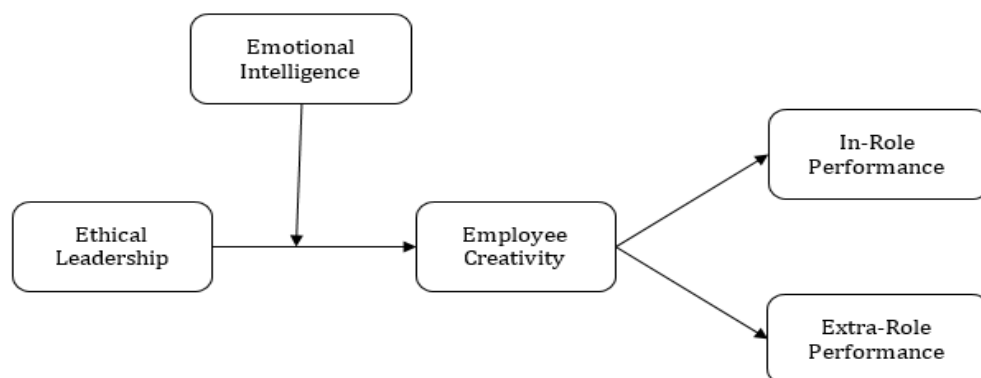 Emotional
Intelligence
In-Role
Performance
Ethical
Leadership
Employee
Creativity
Extra-Role
Performance